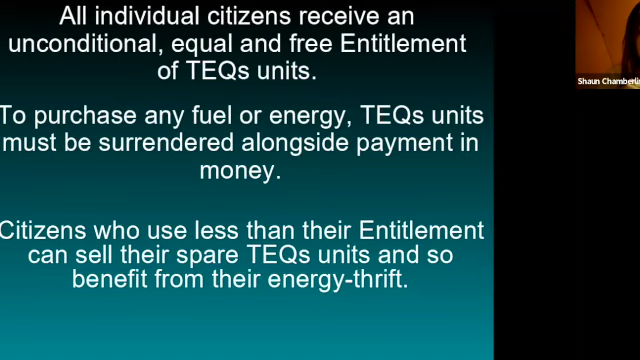 All individual citizens receive an
unconditional, equal and free Entitlement
of TEQs units.
To purchase any fuel or energy, TEQs units
must be surrendered alongside payment in
money.
Citizens who use less than their Entitlement
can sell their spare TEQs units and so
benefit from their energy-thrift.
Shaun Chamberli